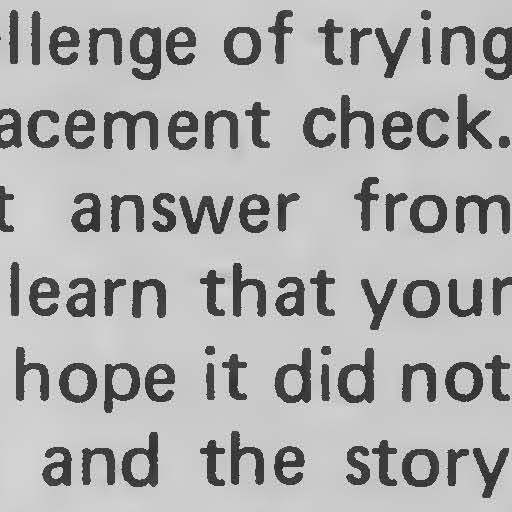 llenge of trying
acement check.
t answer from
learn that your
hope it did not
and the story